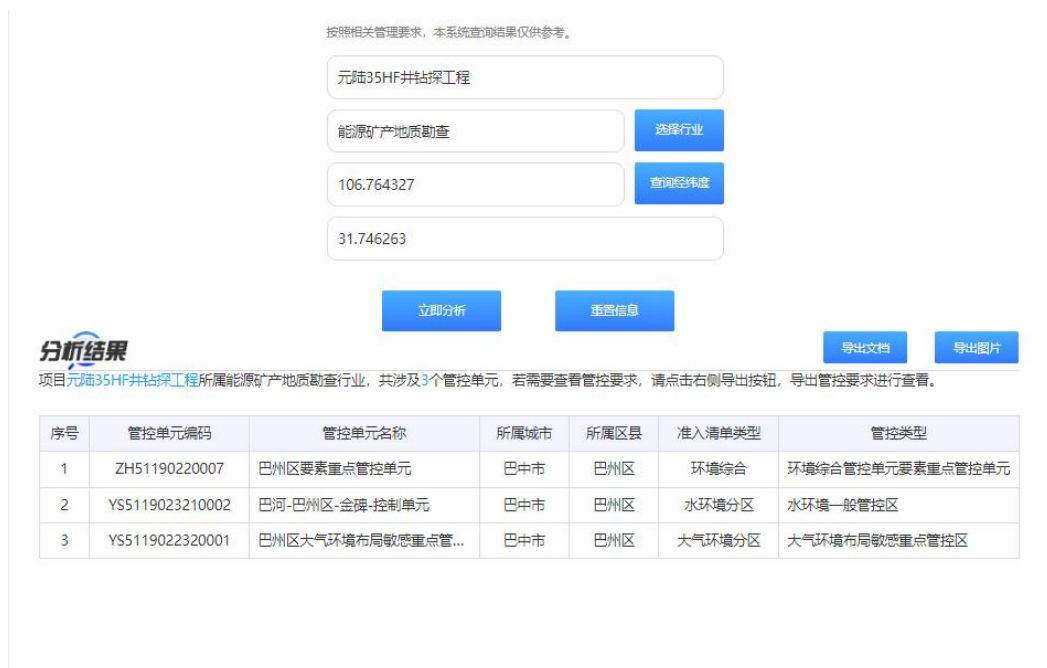 按照相关管理要求，本系统查询结果仅供参考。
元陆35HF井钻探工程
能源矿产地质勘查 选择行业
106.764327 查询经纬度
31.746263
立即分析 重置信息
分析结果 导出文档 导出图片
项目元陆35HF井钻探工程所属能源矿产地质勘查行业，共涉及3个管控单元，若需要查看管控要求，请点击右侧导出按钮，导出管控要求进行查看。
序号 管控单元编码 管控单元名称 所属城市 所属区县 准入清单类型 管控类型
1 ZH51190220007 巴州区要素重点管控单元 巴中市 巴州区 环境综合 环境综合管控单元要素重点管控单元
2 YS5119023210002 巴河-巴州区-金碑-控制单元 巴中市 巴州区 水环境分区 水环境一般管控区
3 YS5119022320001 巴州区大气环境布局敏感重点管... 巴中市 巴州区 大气环境分区 大气环境布局敏感重点管控区